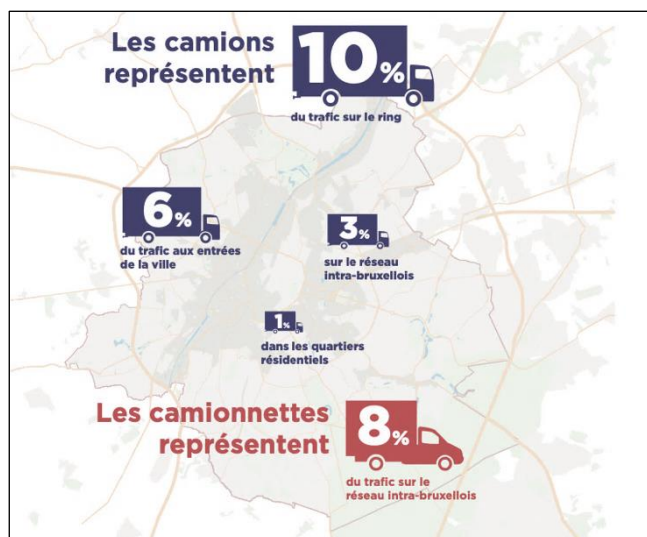 Les camions
représentent
10%
du trafic sur le ring
6%
du trafic aux entrées
de la ville
3%
sur le réseau
intra-bruxellois
1%
dans les quartiers
résidentiels
Les camionnettes
représentent
8%
du trafic sur le
réseau intra-bruxellois